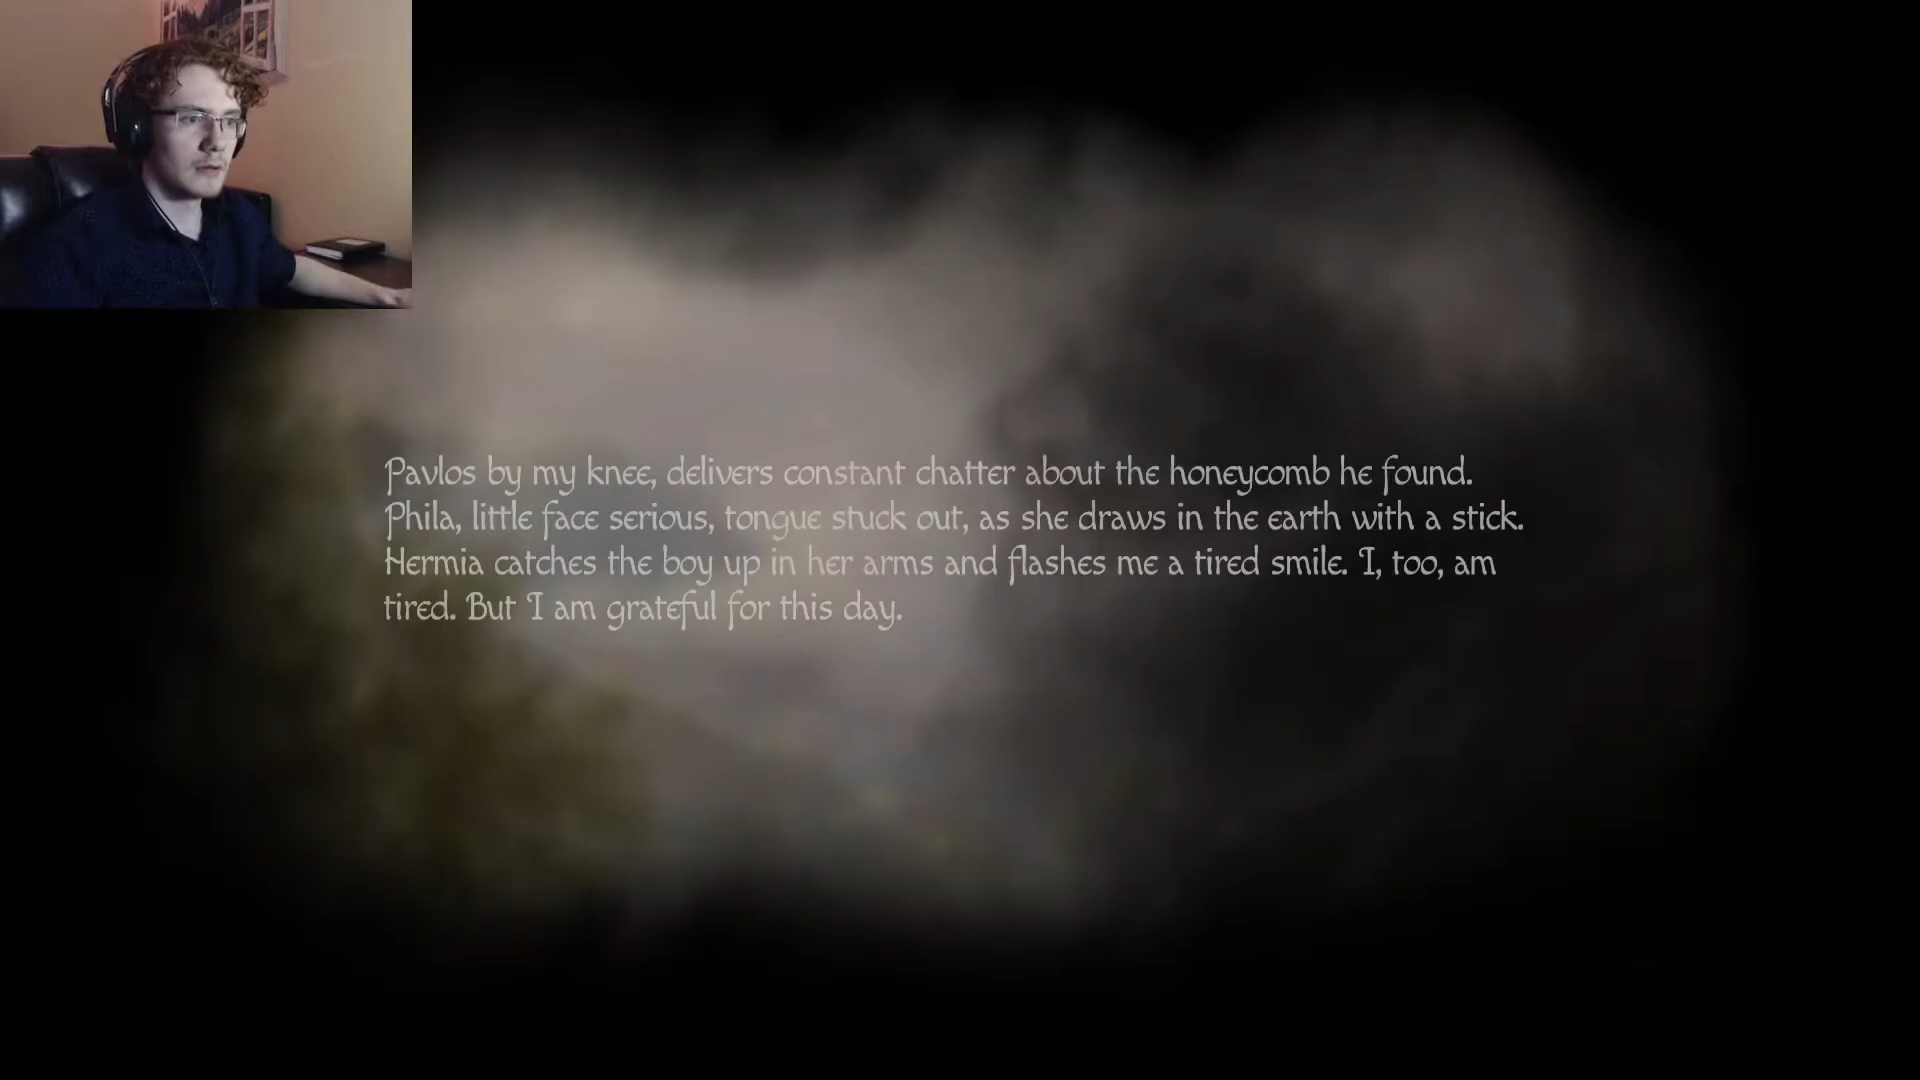 Pavlos by my knee, delivers constant chatter about the honeycomb he found.
Phila, little face serious, tongue stuck out, as she draws in the earth with a stick.
Hermia catches the boy up in her arms and flashes me a tired smile. I, too, am
tired. But I am grateful for this day.